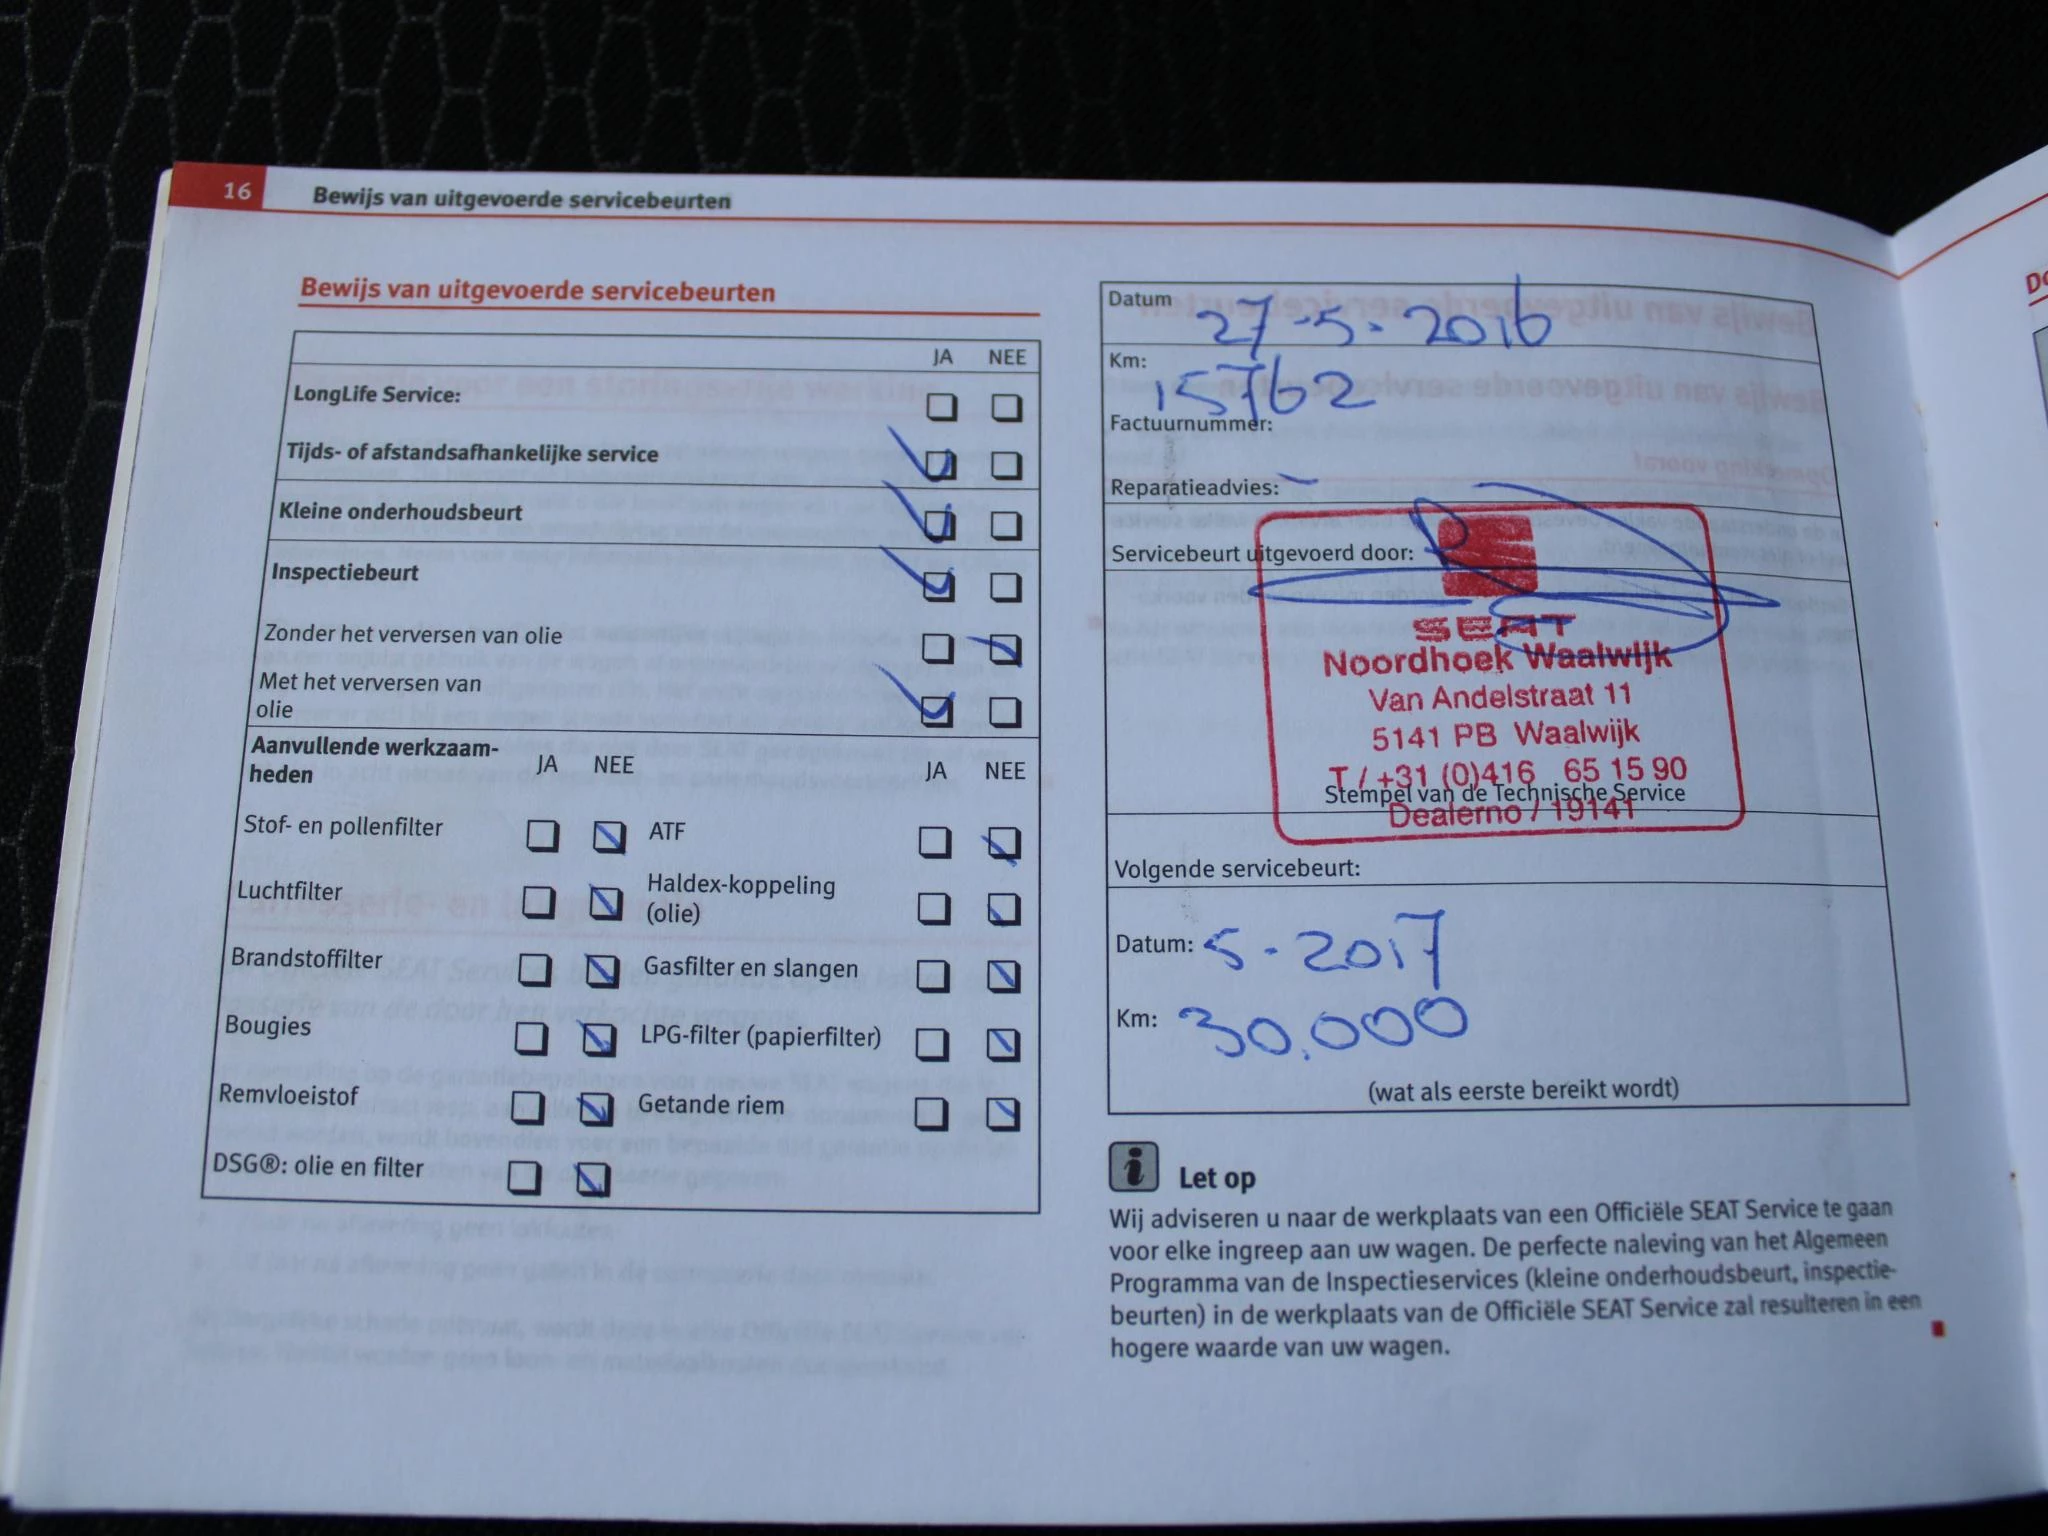 16 Bewijs van uitgevoerde servicebeurten
Bewijs van uitgevoerde servicebeurten
JA NEE
LongLife Service:
Tijds- of afstandsafhankelijke service
Kleine onderhoudsbeurt
Inspectiebeurt
Zonder het verversen van olie
Met het verversen van
olie
Aanvullende werkzaam-
heden
JA NEE JA NEE
Stof- en pollenfilter ATF
Luchtfilter Haldex-koppeling
(olie)
Brandstoffilter Gasfilter en slangen
Bougies LPG-filter (papierfilter)
Remvloeistof Getande riem
DSG®: olie en filter
Datum 27-5-2016
Km: 15762
Factuurnummer:
Reparatieadvies: -
Servicebeurt uitgevoerd door:
SEAT
Noordhoek Waalwijk
Van Andelstraat 11
5141 PB Waalwijk
T / +31 (0)416 65 15 90
Stempel van de Technische Service
Dealerno / 19141
Volgende servicebeurt:
Datum: 5-2017
Km: 30.000
(wat als eerste bereikt wordt)
i Let op
Wij adviseren u naar de werkplaats van een Officiële SEAT Service te gaan
voor elke ingreep aan uw wagen. De perfecte naleving van het Algemeen
Programma van de Inspectieservices (kleine onderhoudsbeurt, inspectie-
beurten) in de werkplaats van de Officiële SEAT Service zal resulteren in een
hogere waarde van uw wagen.